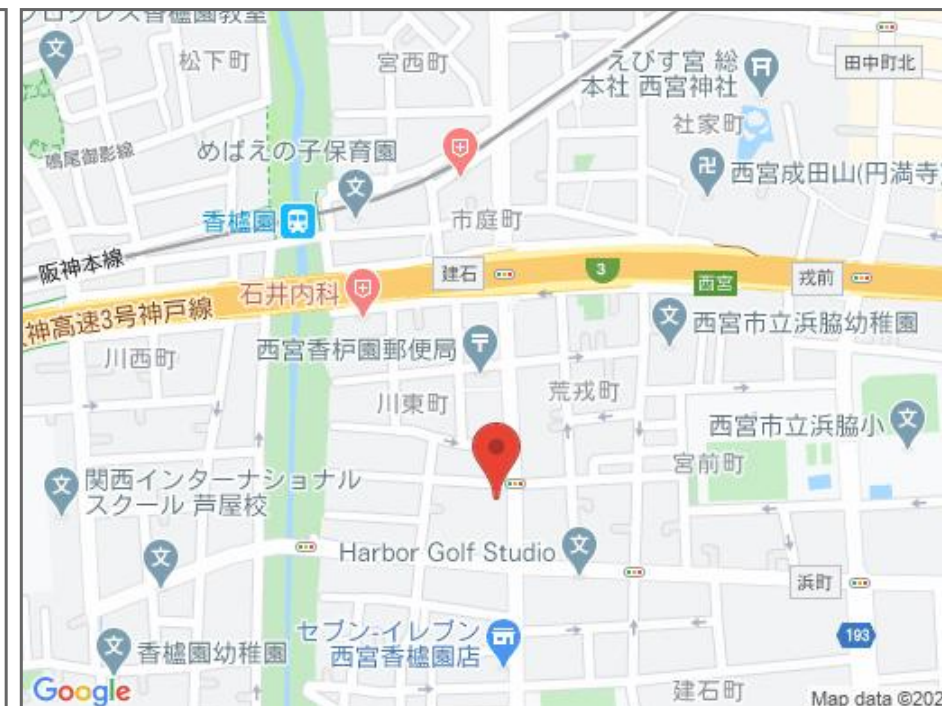 プログレス香櫨園教室
松下町
宮西町
えびす宮 総
本社 西宮神社
田中町北
社家町
鳴尾御影線
めばえの子保育園
西宮成田山(円満寺)
香櫨園
市庭町
阪神本線
建石
3
西宮
戎前
石井内科
神高速3号神戸線
西宮市立浜脇幼稚園
川西町
西宮香枦園郵便局
荒戎町
川東町
西宮市立浜脇小
宮前町
関西インターナショナル
スクール 芦屋校
Harbor Golf Studio
浜町
セブン-イレブン
西宮香櫨園店
193
香櫨園幼稚園
建石町
Google
Map data ©202